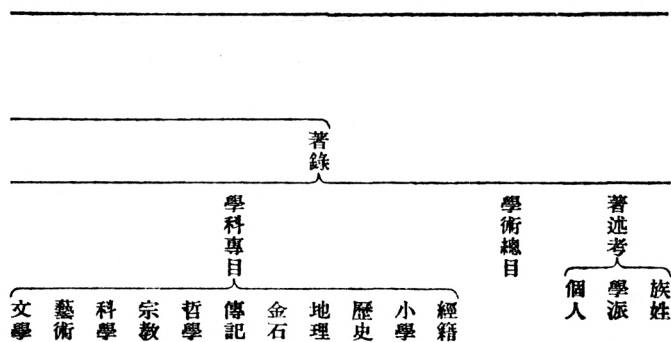 著錄
著述考
族姓
學派
個人
學術總目
學科專目
經籍
小學
歷史
地理
金石
傳記
哲學
宗教
科學
藝術
文學